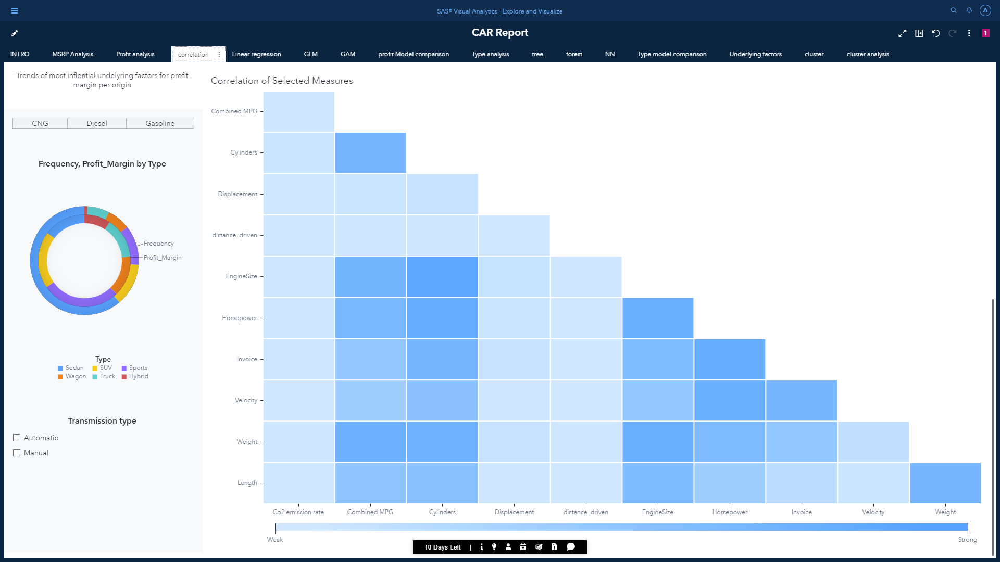 SAS® Visual Analytics - Explore and Visualize
A
CAR Report
1
INTRO MSRP Analysis Profit analysis correlation Linear regression GLM GAM profit Model comparison Type analysis tree forest NN Type model comparison Underlying factors cluster cluster analysis
Trends of most inflential undelyring factors for profit
margin per origin
CNG Diesel Gasoline
Frequency, Profit_Margin by Type
Frequency
Profit_Margin
Type
Sedan SUV Sports
Wagon Truck Hybrid
Transmission type
Automatic
Manual
Correlation of Selected Measures
Combined MPG
Cylinders
Displacement
distance_driven
EngineSize
Horsepower
Invoice
Velocity
Weight
Length
Co2 emission rate Combined MPG Cylinders Displacement distance_driven EngineSize Horsepower Invoice Velocity Weight
Weak Strong
10 Days Left |